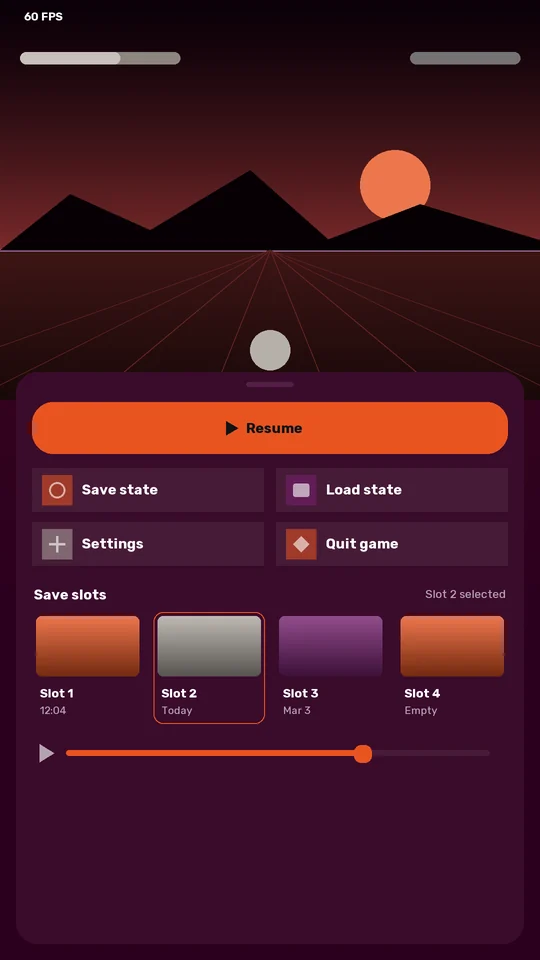 60 FPS
Resume
Save state
Load state
Settings
Quit game
Save slots
Slot 2 selected
Slot 1
12:04
Slot 2
Today
Slot 3
Mar 3
Slot 4
Empty